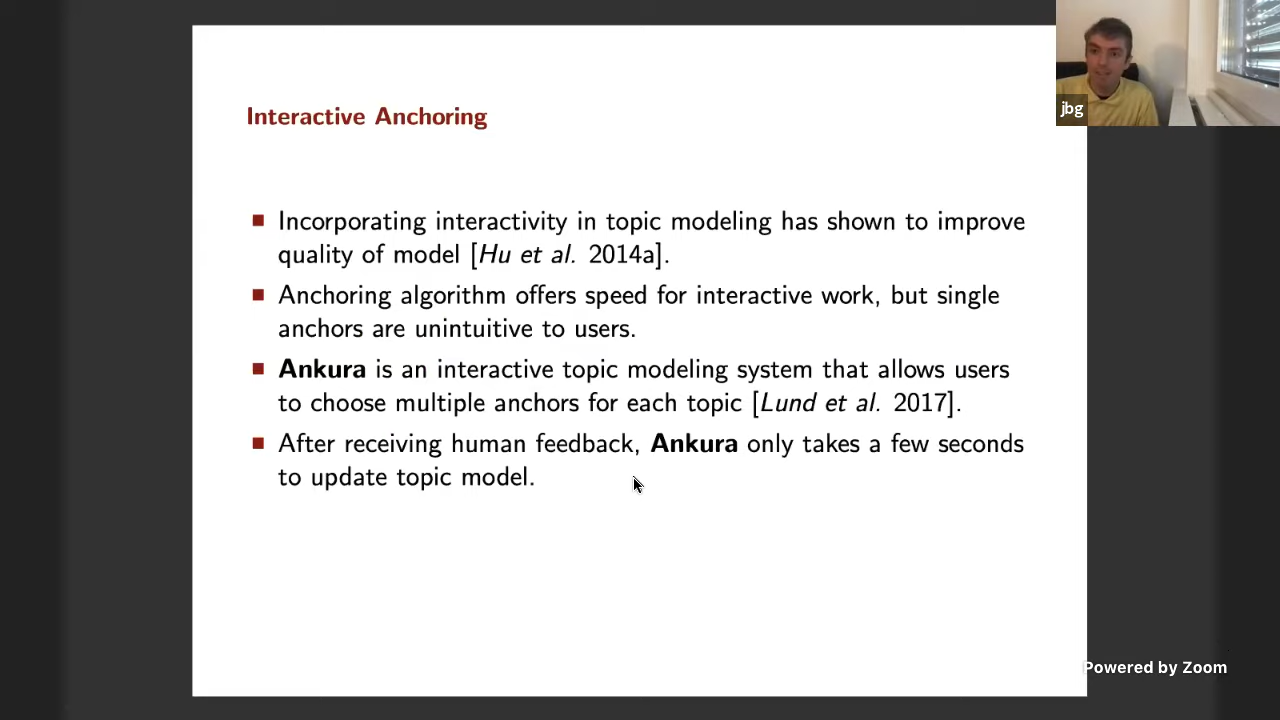 Interactive Anchoring
jbg
Incorporating interactivity in topic modeling has shown to improve
quality of model [Hu et al. 2014a].
Anchoring algorithm offers speed for interactive work, but single
anchors are unintuitive to users.
Ankura is an interactive topic modeling system that allows users
to choose multiple anchors for each topic [Lund et al. 2017].
After receiving human feedback, Ankura only takes a few seconds
to update topic model.
Powered by Zoom